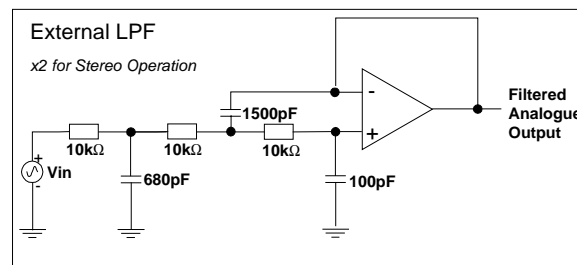 External LPF
x2 for Stereo Operation
-
1500pF
Filtered
Analogue
Output
10kΩ
10kΩ
10kΩ
+
+
Vin
-
680pF
100pF